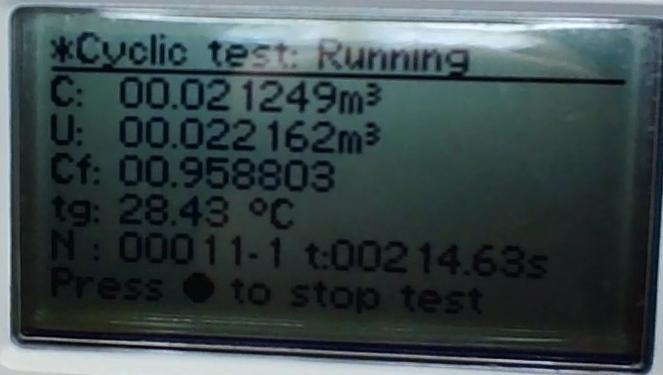 *Cyclic test: Running
C: 00.021249m³
U: 00.022162m³
Cf: 00.958803
tg: 28.43 °C
N : 00011-1 t:00214.63s
Press ● to stop test